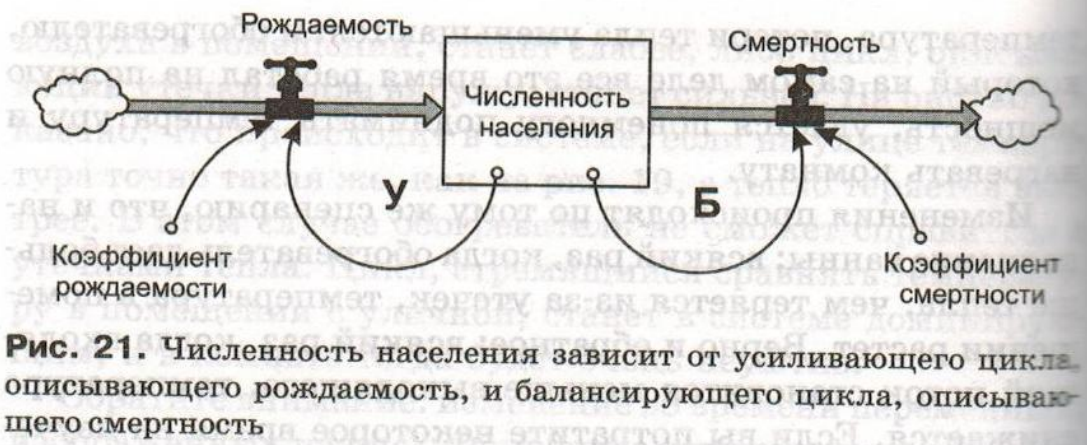 Рождаемость
Смертность
Численность
населения
У
Б
Коэффициент
рождаемости
Коэффициент
смертности
Рис. 21. Численность населения зависит от усиливающего цикла,
описывающего рождаемость, и балансирующего цикла, описываю-
щего смертность